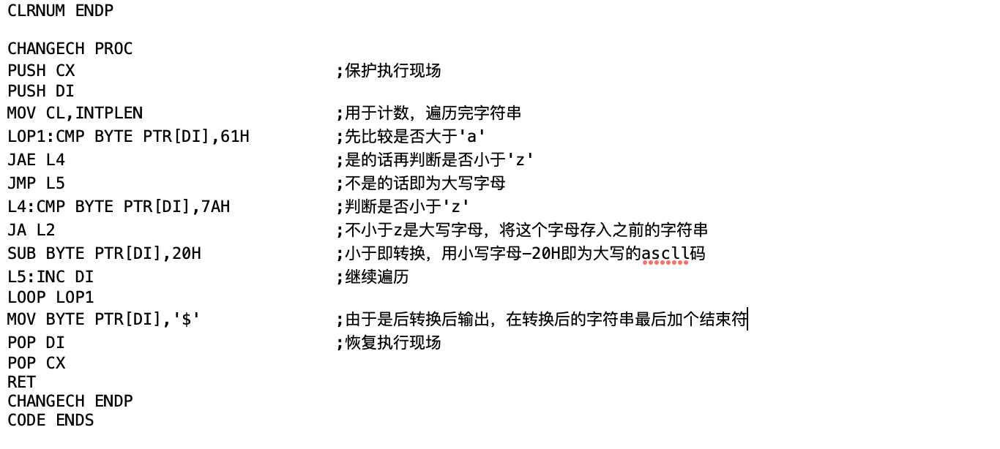 CLRNUM ENDP
CHANGECH PROC
PUSH CX ;保护执行现场
PUSH DI
MOV CL,INTPLEN ;用于计数，遍历完字符串
LOP1:CMP BYTE PTR[DI],61H ;先比较是否大于'a'
JAE L4 ;是的话再判断是否小于'z'
JMP L5 ;不是的话即为大写字母
L4:CMP BYTE PTR[DI],7AH ;判断是否小于'z'
JA L2 ;不小于z是大写字母，将这个字母存入之前的字符串
SUB BYTE PTR[DI],20H ;小于即转换，用小写字母-20H即为大写的ascll码
L5:INC DI ;继续遍历
LOOP LOP1
MOV BYTE PTR[DI],'$' ;由于是后转换后输出，在转换后的字符串最后加个结束符
POP DI ;恢复执行现场
POP CX
RET
CHANGECH ENDP
CODE ENDS